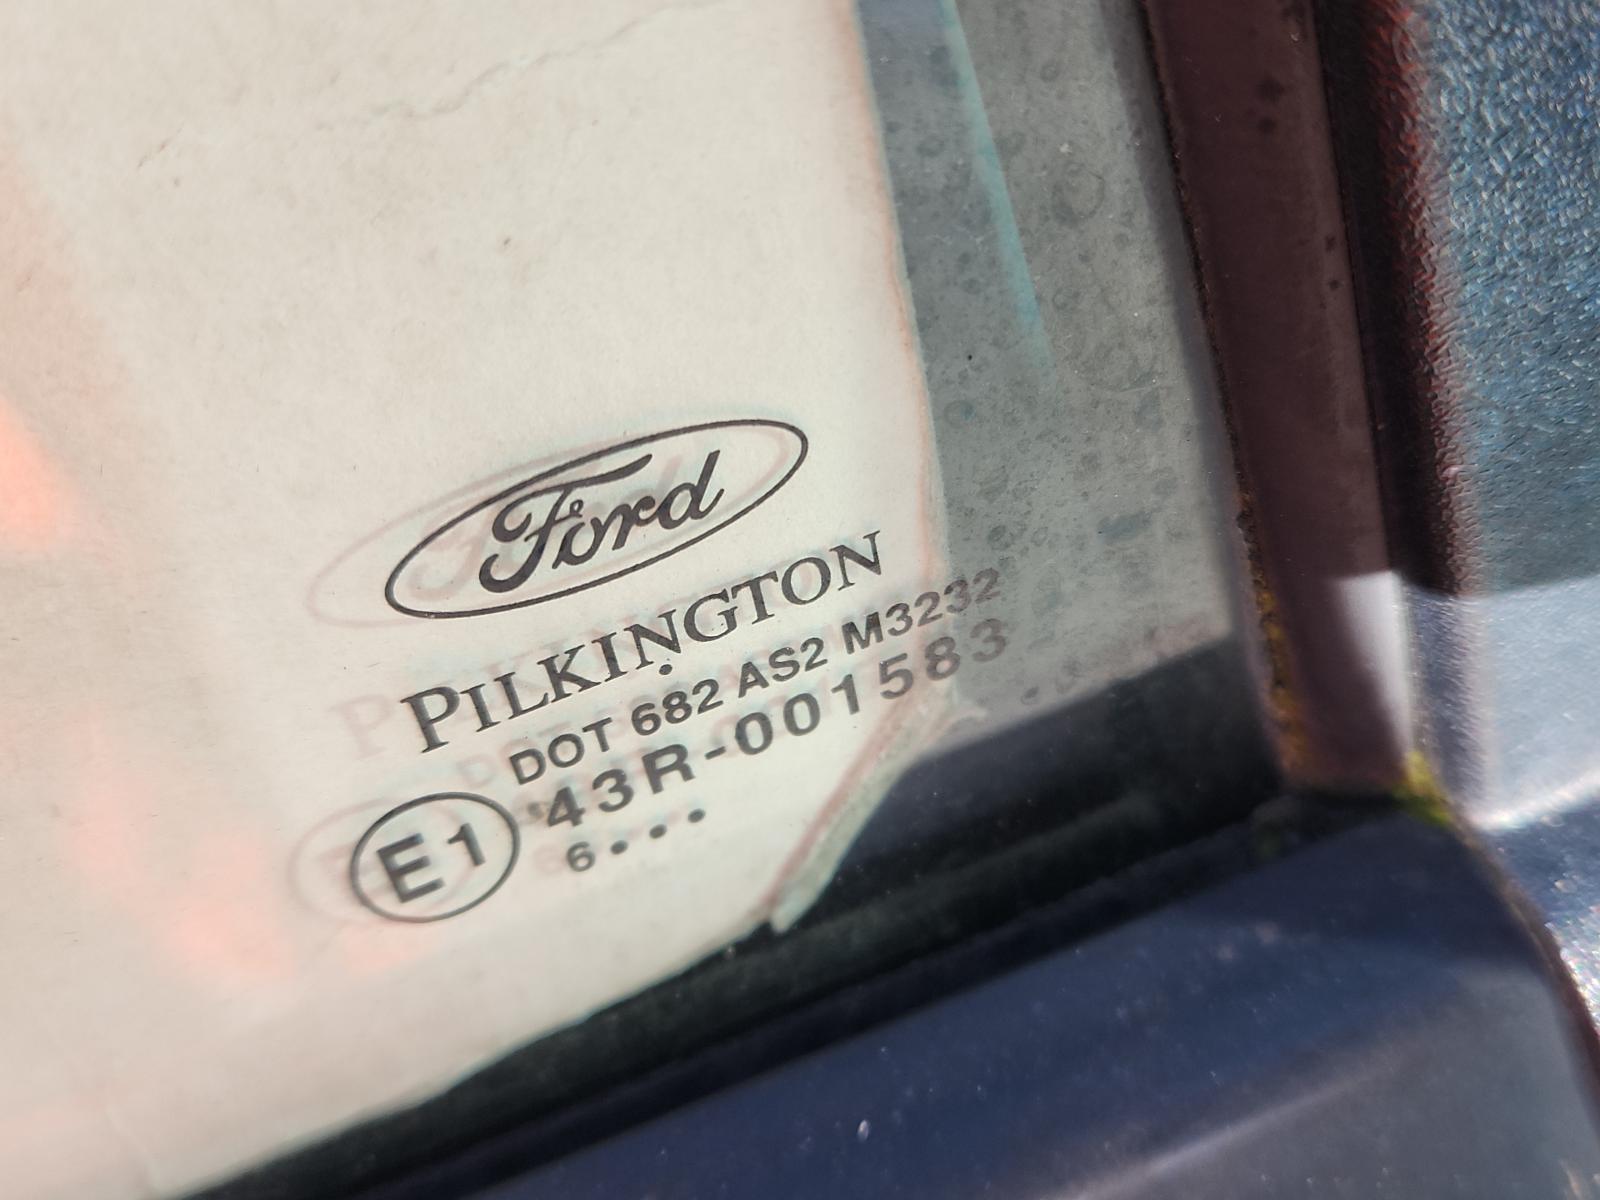 Ford
PILKINGTON
DOT 682 AS2 M3232
E1 43R-001583
6...